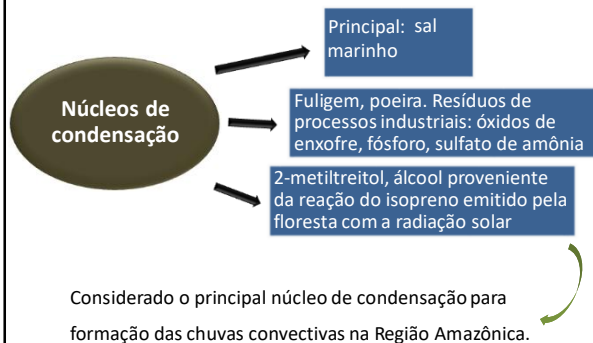 Núcleos de
condensação
Principal: sal
marinho
Fuligem, poeira. Resíduos de
processos industriais: óxidos de
enxofre, fósforo, sulfato de amônia
2-metiltreitol, álcool proveniente
da reação do isopreno emitido pela
floresta com a radiação solar
Considerado o principal núcleo de condensação para
formação das chuvas convectivas na Região Amazônica.